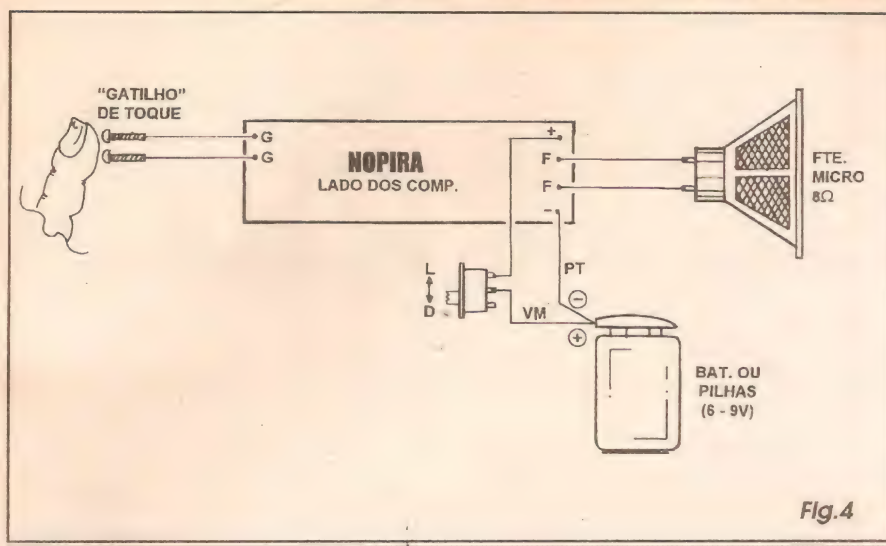 "GATILHO"
DE TOQUE
G
G
NOPIRA
LADO DOS COMP.
+
F
F
−
FTE.
MICRO
8Ω
L
D
PT
VM
−
+
BAT. OU
PILHAS
(6 - 9V)
Fig.4